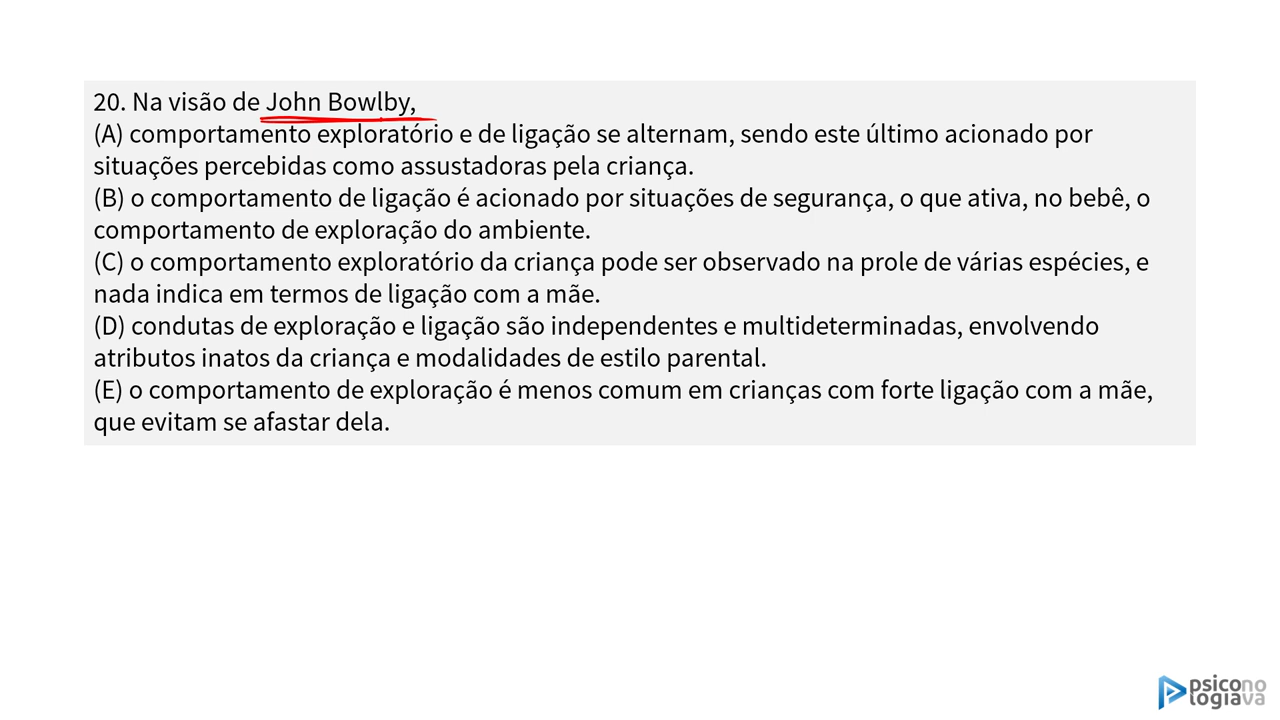 20. Na visão de John Bowlby,
(A) comportamento exploratório e de ligação se alternam, sendo este último acionado por
situações percebidas como assustadoras pela criança.
(B) o comportamento de ligação é acionado por situações de segurança, o que ativa, no bebê, o
comportamento de exploração do ambiente.
(C) o comportamento exploratório da criança pode ser observado na prole de várias espécies, e
nada indica em termos de ligação com a mãe.
(D) condutas de exploração e ligação são independentes e multideterminadas, envolvendo
atributos inatos da criança e modalidades de estilo parental.
(E) o comportamento de exploração é menos comum em crianças com forte ligação com a mãe,
que evitam se afastar dela.
psicono
logiava